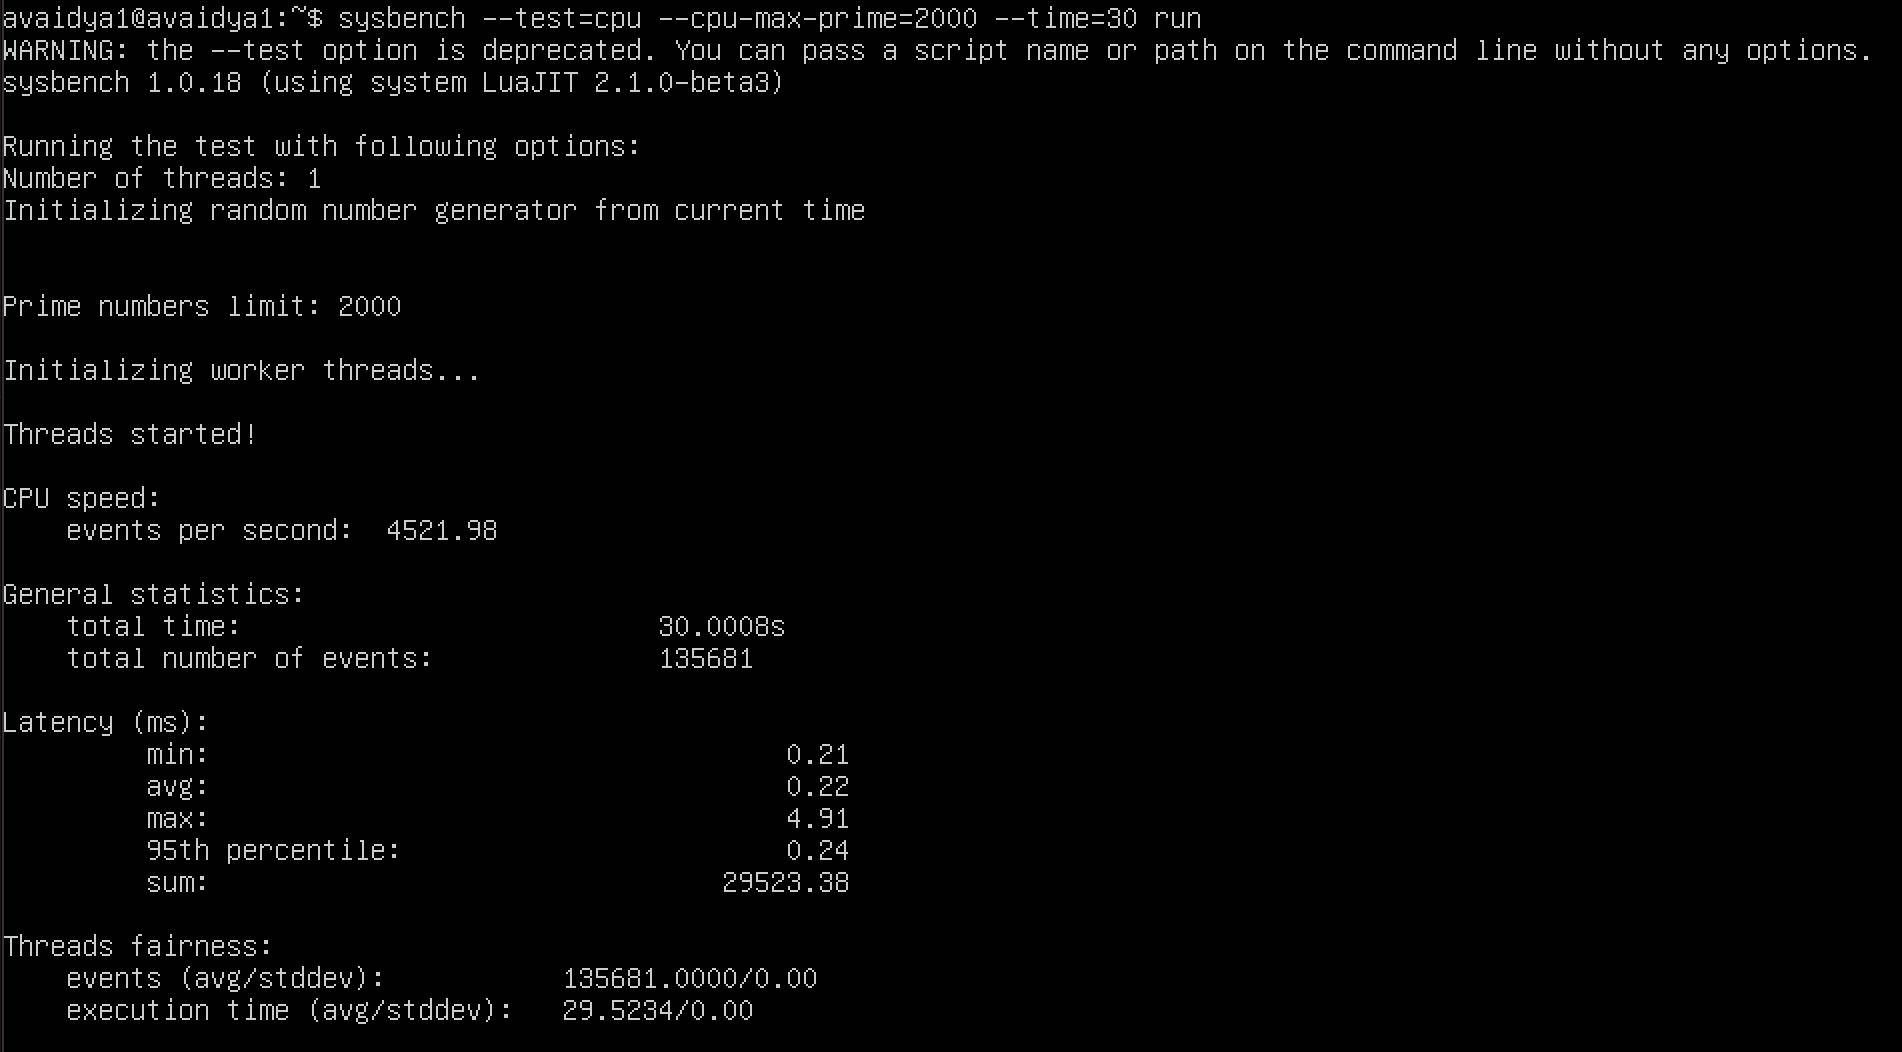 avaidya1@avaidya1:~$ sysbench --test=cpu --cpu-max-prime=2000 --time=30 run
WARNING: the --test option is deprecated. You can pass a script name or path on the command line without any options.
sysbench 1.0.18 (using system LuaJIT 2.1.0-beta3)
Running the test with following options:
Number of threads: 1
Initializing random number generator from current time
Prime numbers limit: 2000
Initializing worker threads...
Threads started!
CPU speed:
events per second: 4521.98
General statistics:
total time: 30.0008s
total number of events: 135681
Latency (ms):
min: 0.21
avg: 0.22
max: 4.91
95th percentile: 0.24
sum: 29523.38
Threads fairness:
events (avg/stddev): 135681.0000/0.00
execution time (avg/stddev): 29.5234/0.00